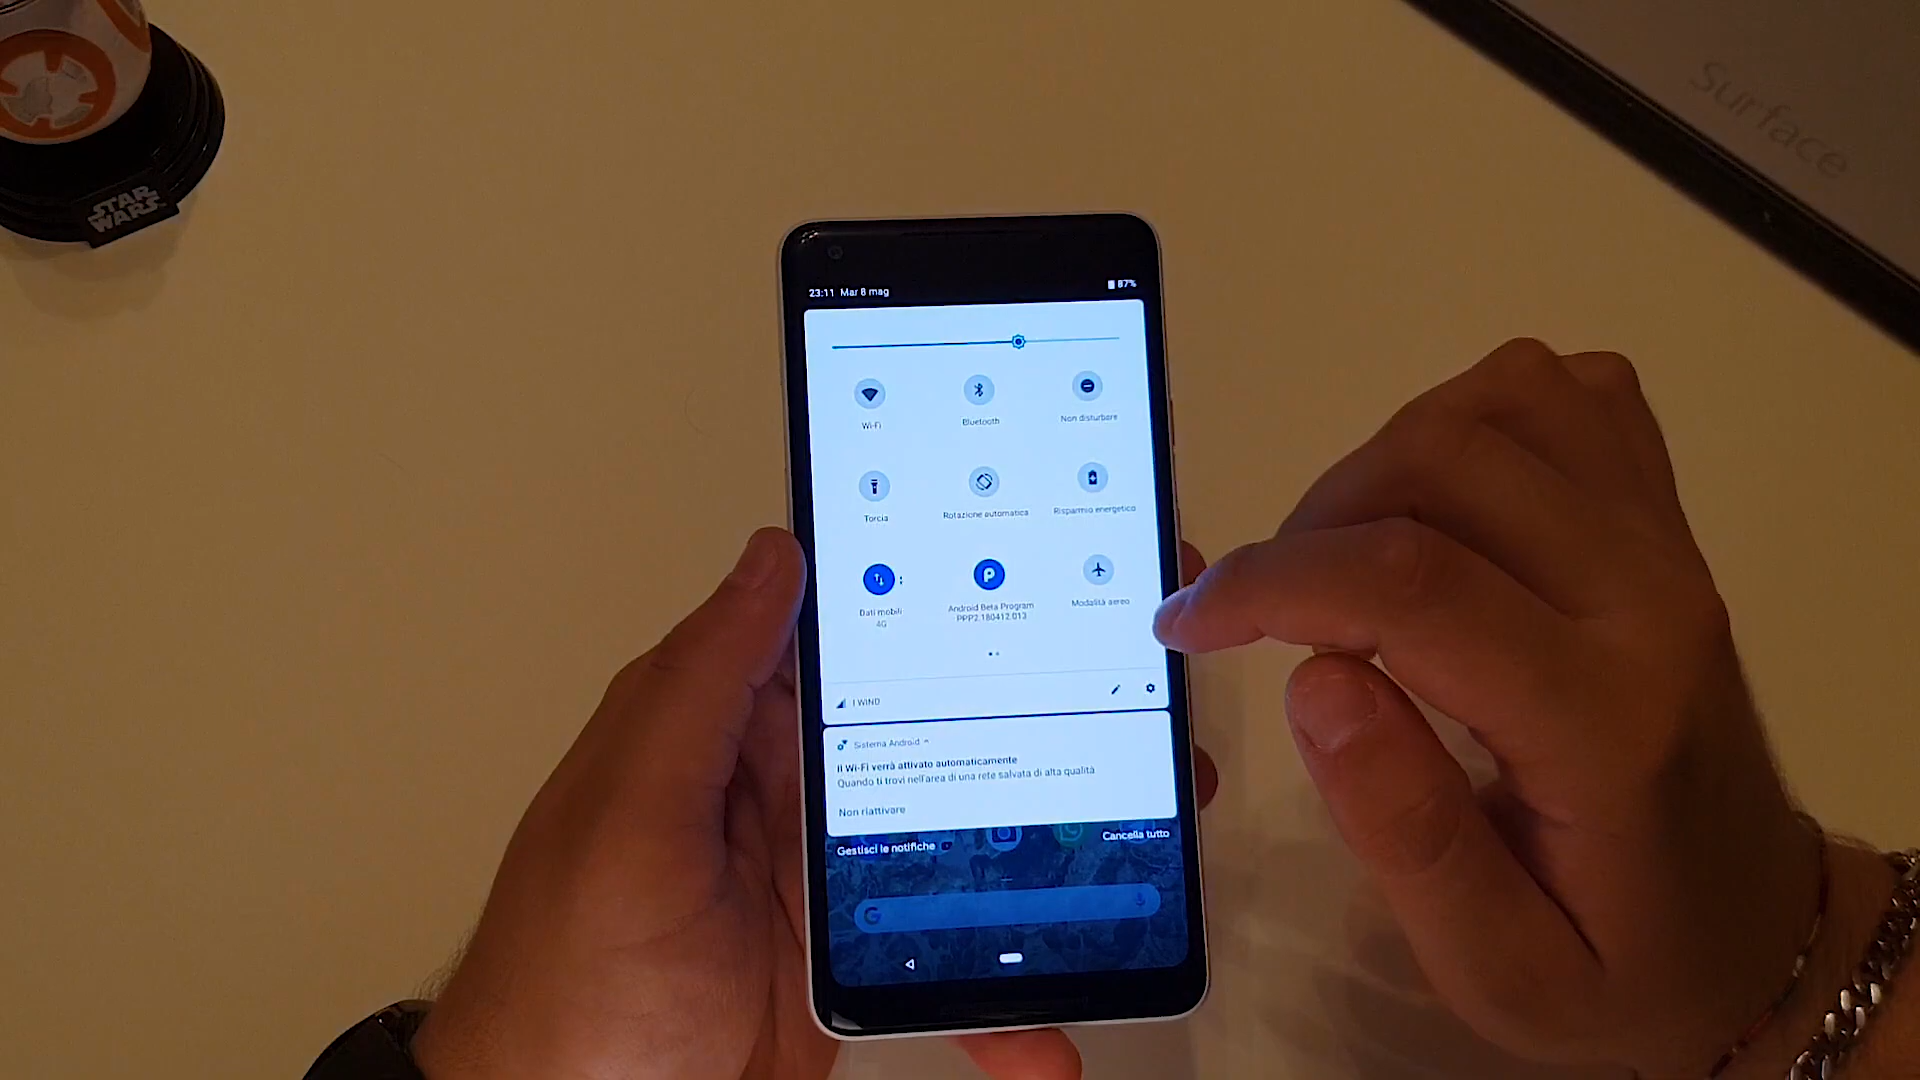 STAR
WARS
Surface
23:11 Mar 8 mag
87%
Wi-Fi
Bluetooth
Non disturbare
Torcia
Rotazione automatica
Risparmio energetico
Dati mobili
4G
Android Beta Program
PPP2.180412.013
Modalità aereo
I WIND
Sistema Android
Il Wi-Fi verrà attivato automaticamente
Quando ti trovi nell'area di una rete salvata di alta qualità
Non riattivare
Gestisci le notifiche
Cancella tutto